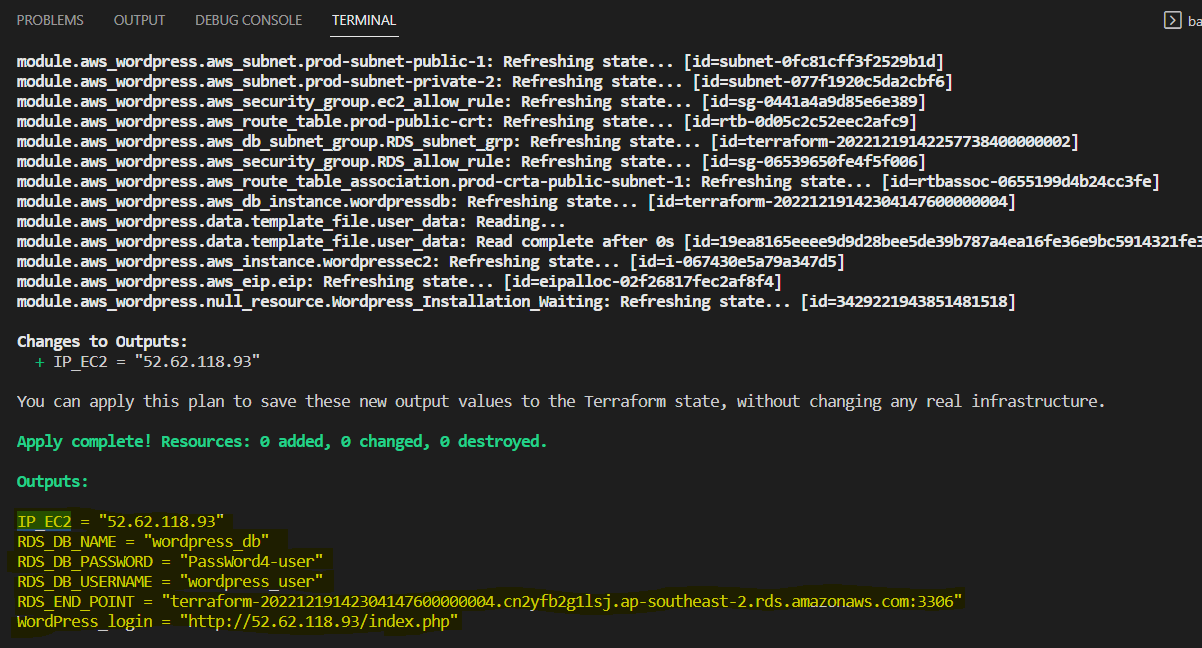 PROBLEMS OUTPUT DEBUG CONSOLE TERMINAL ba
module.aws_wordpress.aws_subnet.prod-subnet-public-1: Refreshing state... [id=subnet-0fc81cff3f2529b1d]
module.aws_wordpress.aws_subnet.prod-subnet-private-2: Refreshing state... [id=subnet-077f1920c5da2cbf6]
module.aws_wordpress.aws_security_group.ec2_allow_rule: Refreshing state... [id=sg-0441a4a9d85e6e389]
module.aws_wordpress.aws_route_table.prod-public-crt: Refreshing state... [id=rtb-0d05c2c52eec2afc9]
module.aws_wordpress.aws_db_subnet_group.RDS_subnet_grp: Refreshing state... [id=terraform-20221219142257738400000002]
module.aws_wordpress.aws_security_group.RDS_allow_rule: Refreshing state... [id=sg-06539650fe4f5f006]
module.aws_wordpress.aws_route_table_association.prod-crta-public-subnet-1: Refreshing state... [id=rtbassoc-0655199d4b24cc3fe]
module.aws_wordpress.aws_db_instance.wordpressdb: Refreshing state... [id=terraform-20221219142304147600000004]
module.aws_wordpress.data.template_file.user_data: Reading...
module.aws_wordpress.data.template_file.user_data: Read complete after 0s [id=19ea8165eeee9d9d28bee5de39b787a4ea16fe36e9bc5914321fe3
module.aws_wordpress.aws_instance.wordpressec2: Refreshing state... [id=i-067430e5a79a347d5]
module.aws_wordpress.aws_eip.eip: Refreshing state... [id=eipalloc-02f26817fec2af8f4]
module.aws_wordpress.null_resource.Wordpress_Installation_Waiting: Refreshing state... [id=3429221943851481518]
Changes to Outputs:
+ IP_EC2 = "52.62.118.93"
You can apply this plan to save these new output values to the Terraform state, without changing any real infrastructure.
Apply complete! Resources: 0 added, 0 changed, 0 destroyed.
Outputs:
IP_EC2 = "52.62.118.93"
RDS_DB_NAME = "wordpress_db"
RDS_DB_PASSWORD = "PassWord4-user"
RDS_DB_USERNAME = "wordpress_user"
RDS_END_POINT = "terraform-20221219142304147600000004.cn2yfb2g1lsj.ap-southeast-2.rds.amazonaws.com:3306"
WordPress_login = "http://52.62.118.93/index.php"